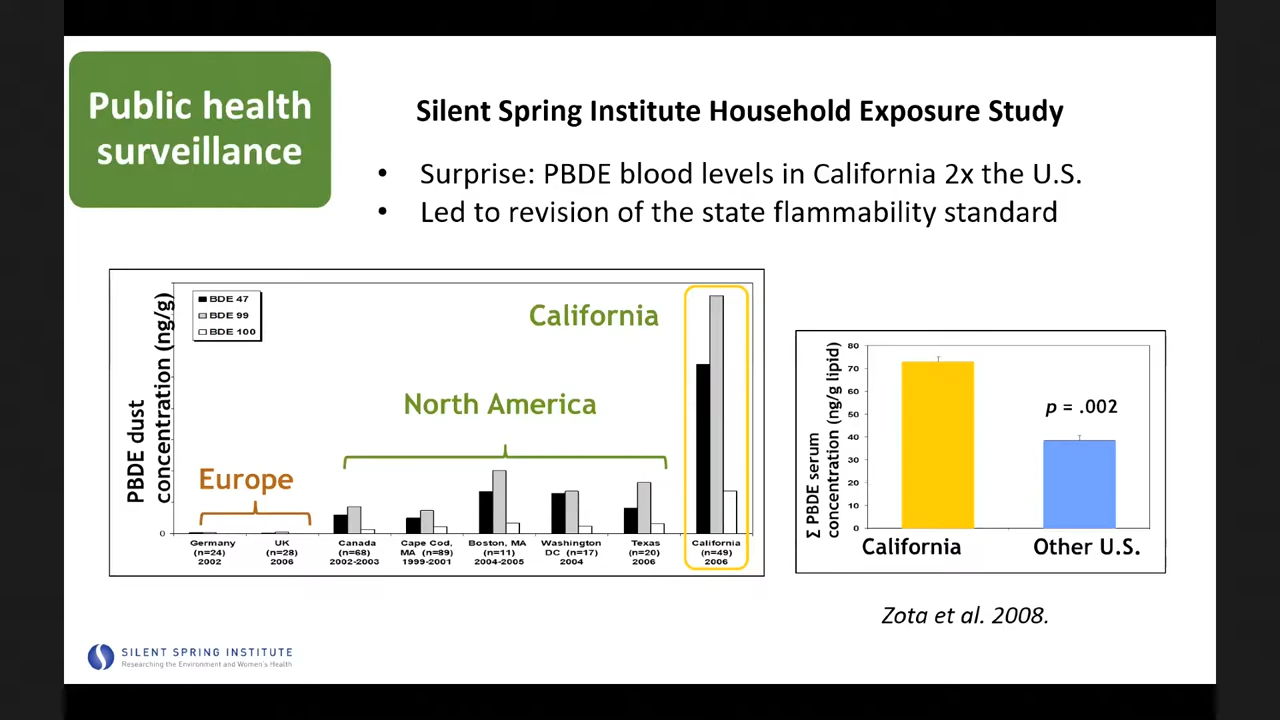 Public health
surveillance
Silent Spring Institute Household Exposure Study
• Surprise: PBDE blood levels in California 2x the U.S.
• Led to revision of the state flammability standard
PBDE dust
concentration (ng/g)
BDE 47
BDE 99
BDE 100
California
North America
Europe
0
Germany
(n=24)
2002
UK
(n=28)
2006
Canada
(n=68)
2002-2003
Cape Cod,
MA (n=89)
1999-2001
Boston, MA
(n=11)
2004-2005
Washington
DC (n=17)
2004
Texas
(n=20)
2006
California
(n=49)
2006
Σ PBDE serum
concentration (ng/g lipid)
80
70
60
50
40
30
20
10
0
p = .002
California
Other U.S.
Zota et al. 2008.
SILENT SPRING INSTITUTE
Researching the Environment and Women's Health